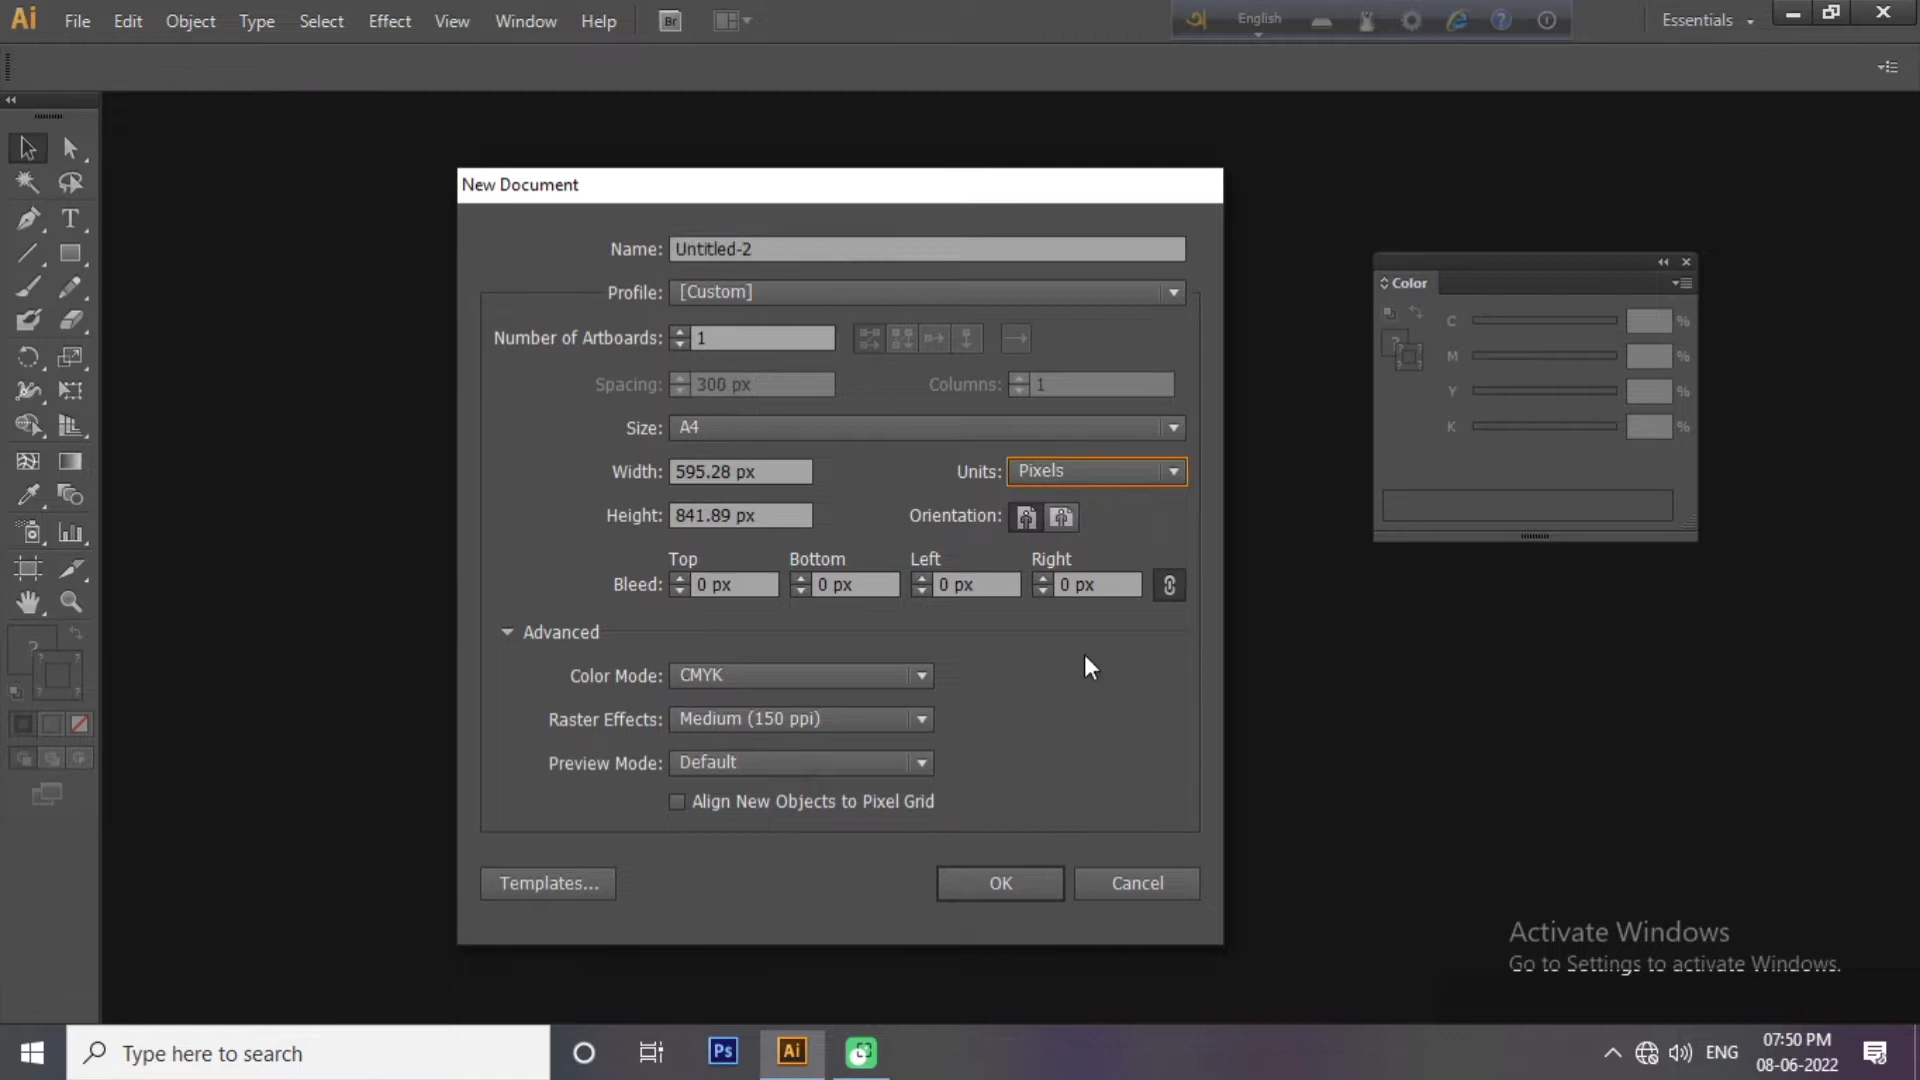 Ai File Edit Object Type Select Effect View Window Help Br English Essentials
New Document
Name: Untitled-2
Profile: [Custom]
Number of Artboards: 1
Spacing: 300 px Columns: 1
Size: A4
Width: 595.28 px Units: Pixels
Height: 841.89 px Orientation:
Top Bottom Left Right
Bleed: 0 px 0 px 0 px 0 px
Advanced
Color Mode: CMYK
Raster Effects: Medium (150 ppi)
Preview Mode: Default
Align New Objects to Pixel Grid
Templates... OK Cancel
Color
C %
M %
Y %
K %
Activate Windows
Go to Settings to activate Windows.
Type here to search Ps Ai ENG 07:50 PM
08-06-2022